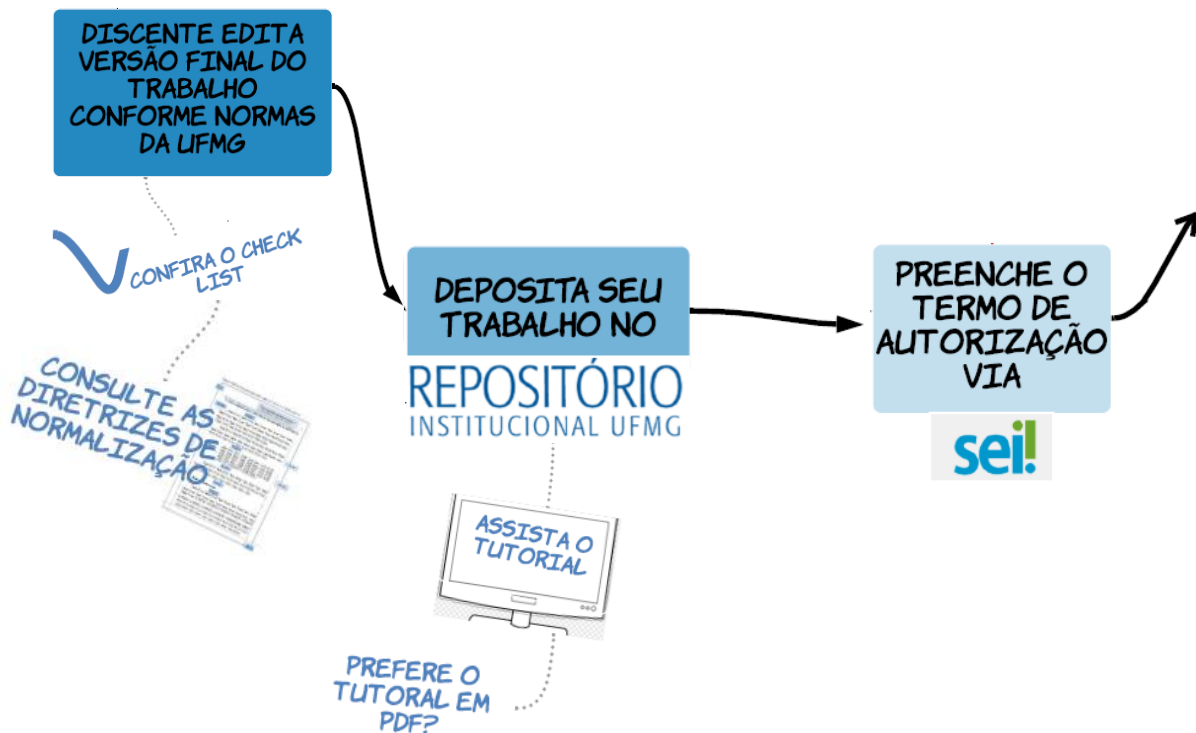 DISCENTE EDITA
VERSÃO FINAL DO
TRABALHO
CONFORME NORMAS
DA UFMG
CONFIRA O CHECK
LIST
CONSULTE AS
DIRETRIZES DE
NORMALIZAÇÃO
DEPOSITA SEU
TRABALHO NO
REPOSITÓRIO
INSTITUCIONAL UFMG
ASSISTA O
TUTORIAL
PREFERE O
TUTORAL EM
PDF?
PREENCHE O
TERMO DE
AUTORIZAÇÃO
VIA
sei!